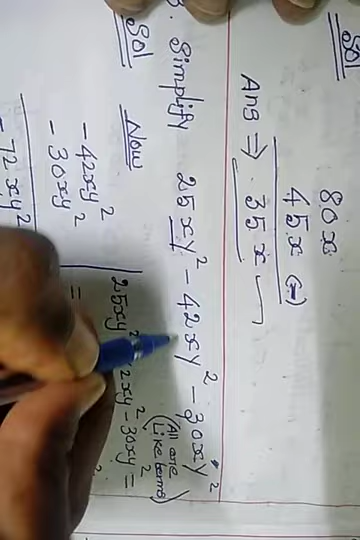 Sol
80x
45x (-)
Ans ⇒ 35x
3. Simplify 25xy² - 42xy² - 30xy²
(All are Like terms)
Sol Now
25xy² 2xy² - 30xy² =
- 42xy²
- 30xy²
- 72xy²
=